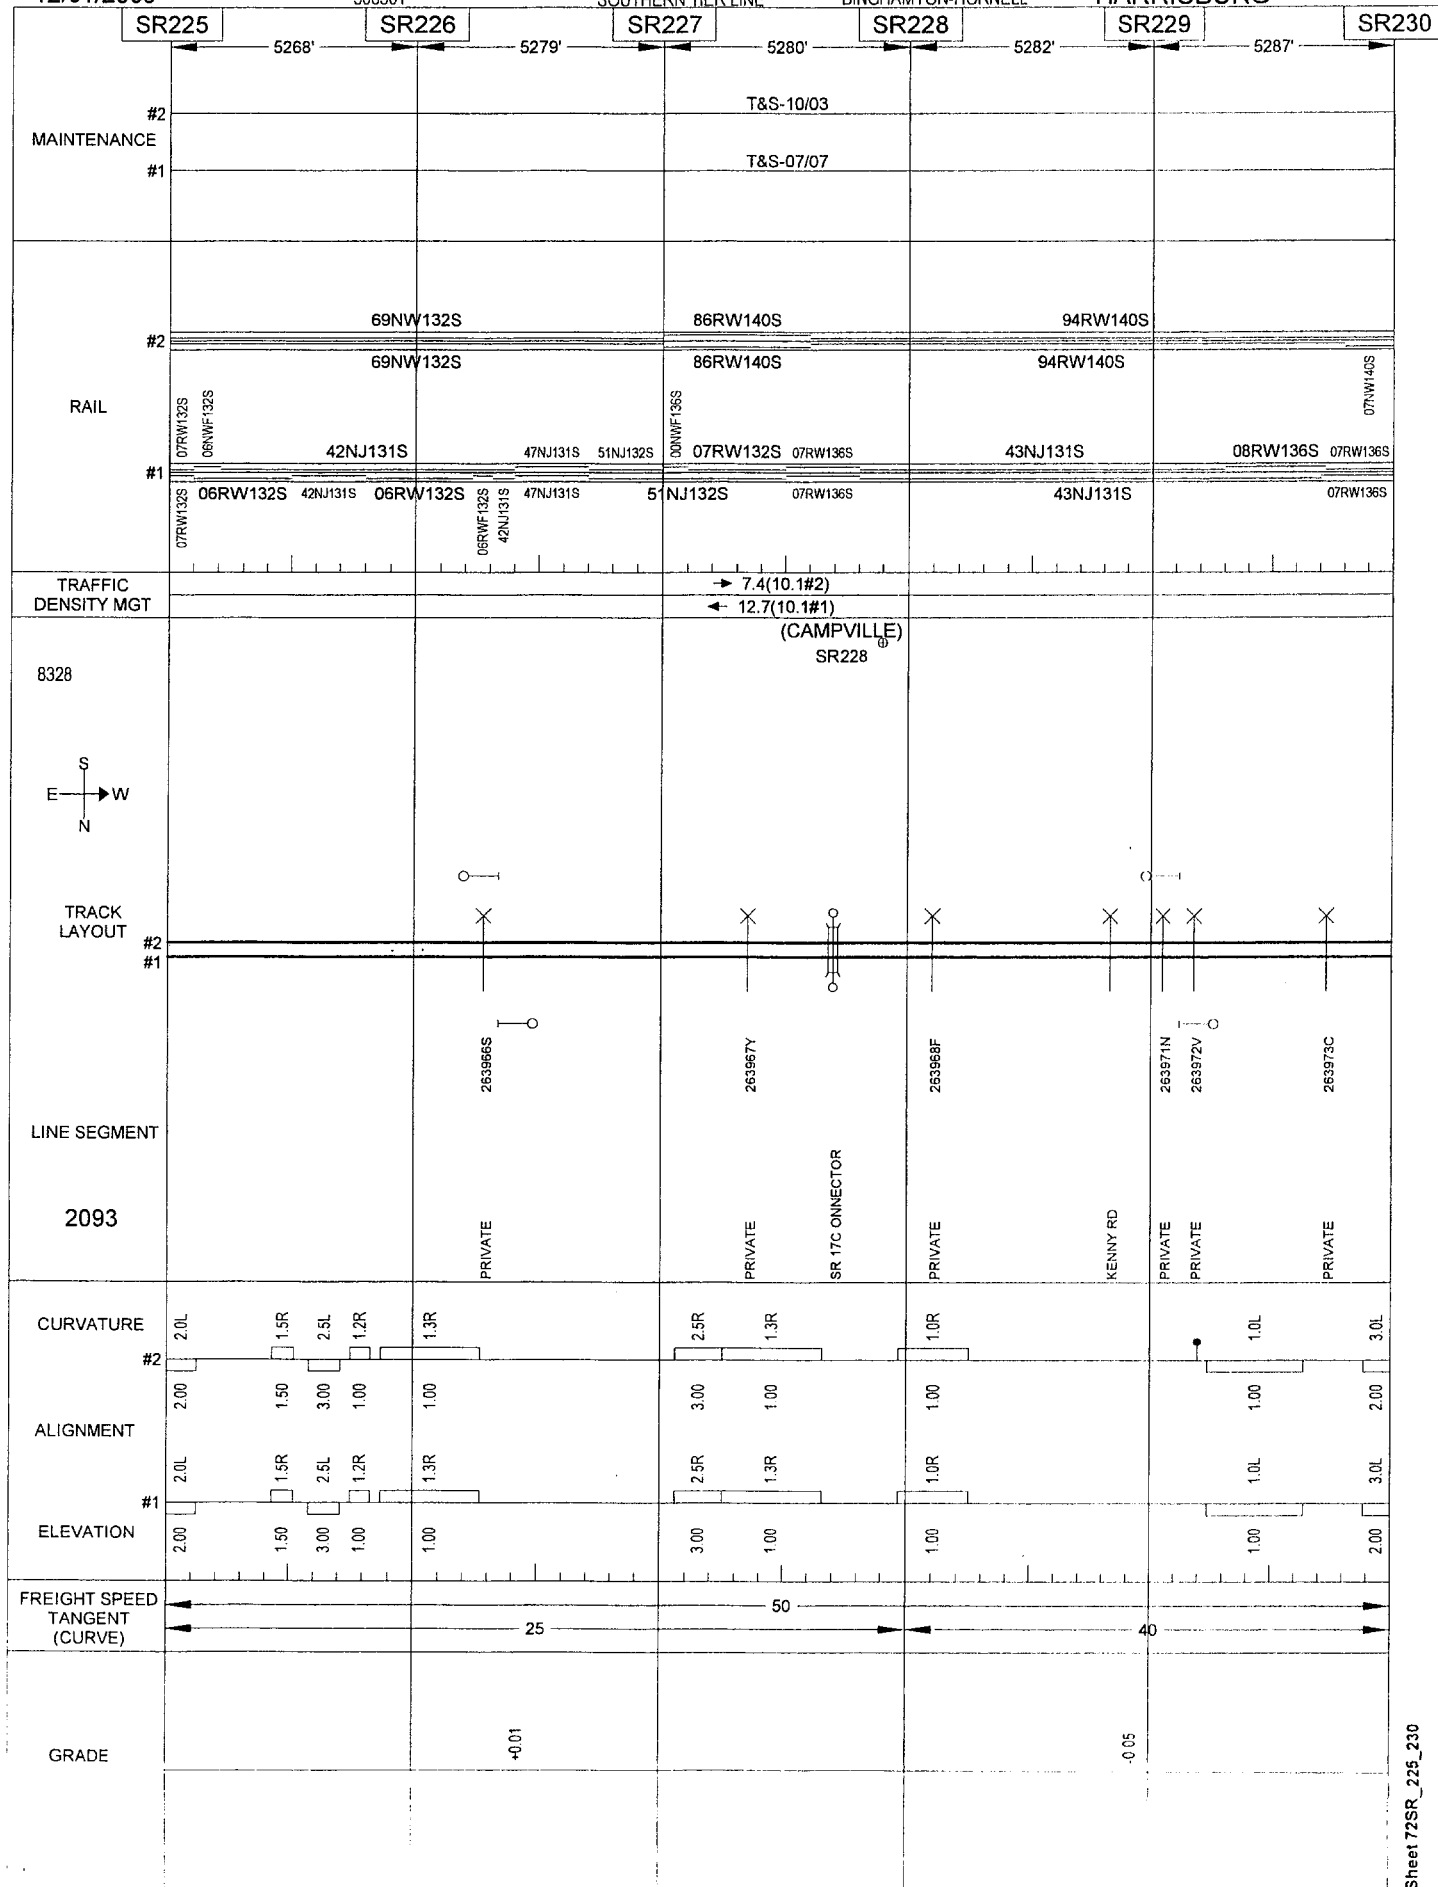 SOUTHERN TIER LINE
BINGHAMTON-HORNELL
HARRISBURG
SR225 SR226 SR227 SR228 SR229 SR230
5268' 5279' 5280' 5282' 5287'
#2 T&S-10/03
MAINTENANCE
#1 T&S-07/07
69NW132S 86RW140S 94RW140S
#2
69NW132S 86RW140S 94RW140S
07NW140S
RAIL
07RW132S 06NWF132S 00NWF136S
42NJ131S 47NJ131S 51NJ132S 07RW132S 07RW136S 43NJ131S 08RW136S 07RW136S
#1
07RW132S 06RW132S 42NJ131S 06RW132S 06RWF132S 42NJ131S 47NJ131S 51NJ132S 07RW136S 43NJ131S 07RW136S
TRAFFIC
DENSITY MGT
7.4(10.1#2)
12.7(10.1#1)
(CAMPVILLE)
SR228
8328
S
E W
N
TRACK
LAYOUT
#2
#1
263966S 263967Y 263968F 263971N 263972V 263973C
LINE SEGMENT
2093
PRIVATE PRIVATE SR 17C ONNECTOR PRIVATE KENNY RD PRIVATE PRIVATE PRIVATE
CURVATURE
2.0L 1.5R 2.5L 1.2R 1.3R 2.5R 1.3R 1.0R 1.0L 3.0L
#2
2.00 1.50 3.00 1.00 1.00 3.00 1.00 1.00 1.00 2.00
ALIGNMENT
2.0L 1.5R 2.5L 1.2R 1.3R 2.5R 1.3R 1.0R 1.0L 3.0L
#1
ELEVATION
2.00 1.50 3.00 1.00 1.00 3.00 1.00 1.00 1.00 2.00
FREIGHT SPEED
TANGENT
(CURVE)
50
25 40
GRADE
+0.01 -0.05
Sheet 72SR_225_230